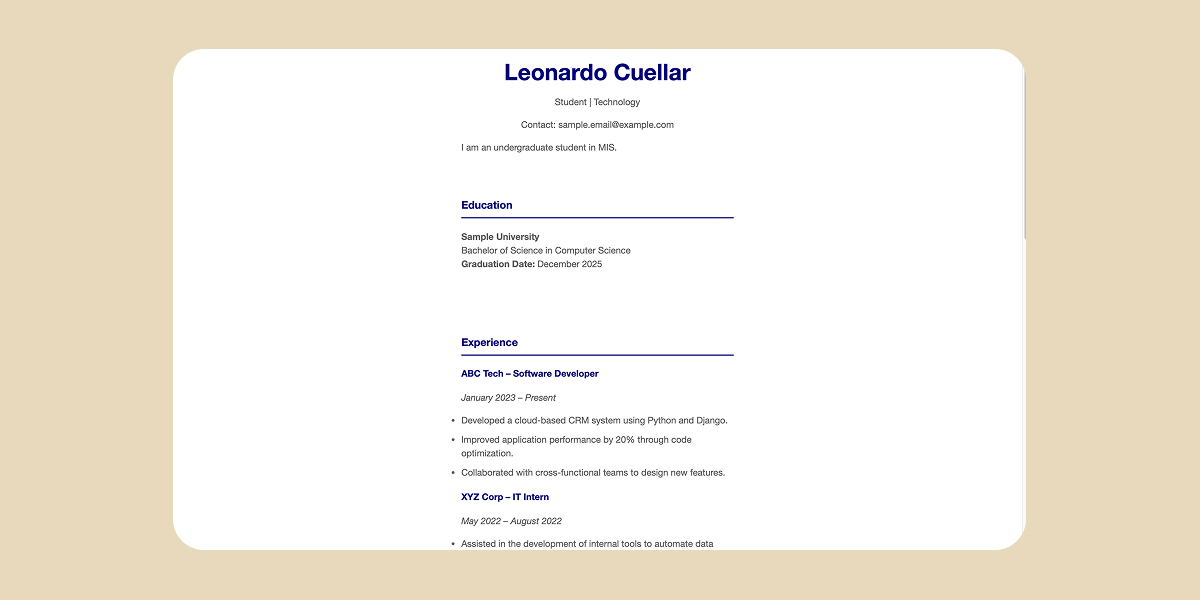 Leonardo Cuellar
Student | Technology
Contact: sample.email@example.com
I am an undergraduate student in MIS.
Education
Sample University
Bachelor of Science in Computer Science
Graduation Date: December 2025
Experience
ABC Tech – Software Developer
January 2023 – Present
• Developed a cloud-based CRM system using Python and Django.
• Improved application performance by 20% through code
optimization.
• Collaborated with cross-functional teams to design new features.
XYZ Corp – IT Intern
May 2022 – August 2022
• Assisted in the development of internal tools to automate data